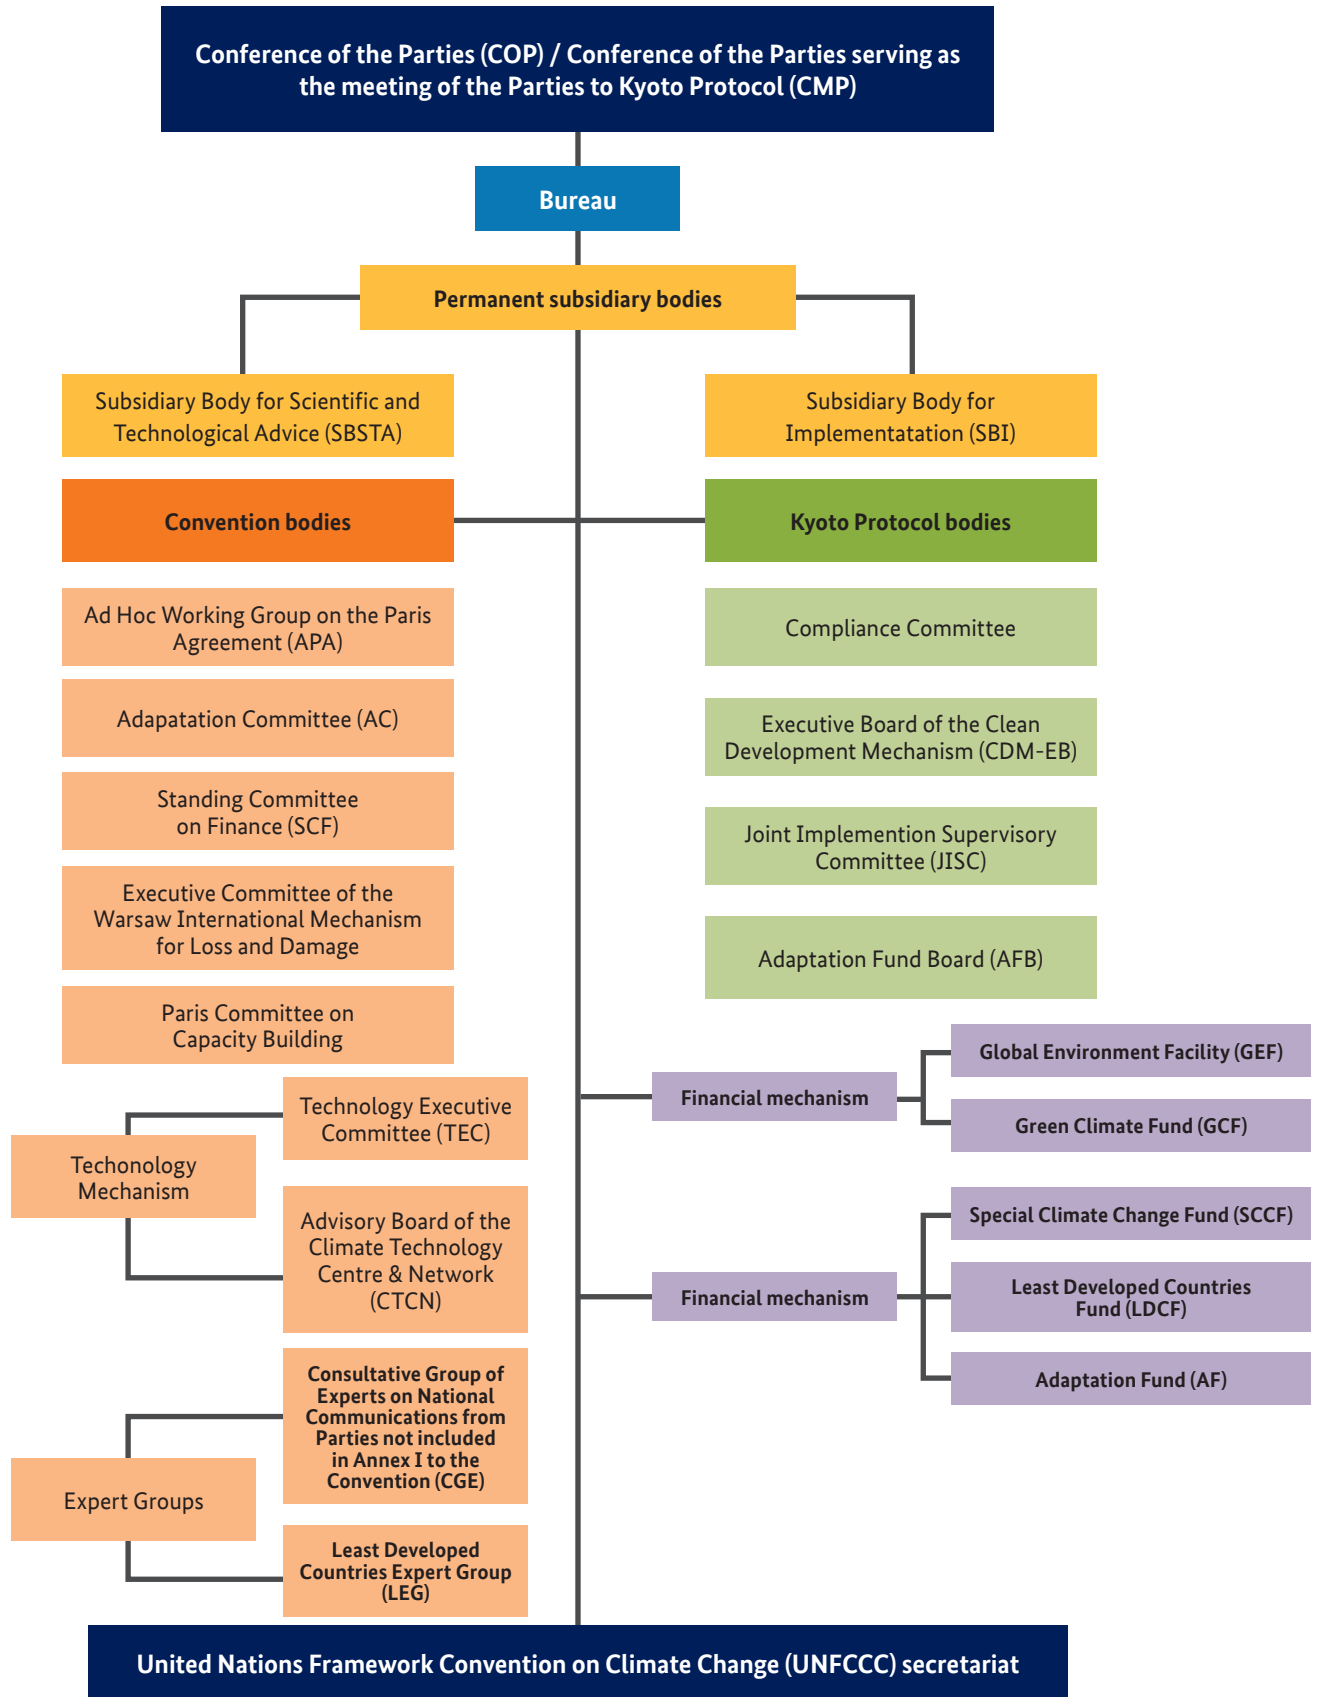 Conference of the Parties (COP) / Conference of the Parties serving as
the meeting of the Parties to Kyoto Protocol (CMP)
Bureau
Permanent subsidiary bodies
Subsidiary Body for Scientific and
Technological Advice (SBSTA)
Subsidiary Body for
Implementatation (SBI)
Convention bodies
Kyoto Protocol bodies
Ad Hoc Working Group on the Paris
Agreement (APA)
Adapatation Committee (AC)
Standing Committee
on Finance (SCF)
Executive Committee of the
Warsaw International Mechanism
for Loss and Damage
Paris Committee on
Capacity Building
Compliance Committee
Executive Board of the Clean
Development Mechanism (CDM-EB)
Joint Implemention Supervisory
Committee (JISC)
Adaptation Fund Board (AFB)
Techonology
Mechanism
Technology Executive
Committee (TEC)
Advisory Board of the
Climate Technology
Centre & Network
(CTCN)
Expert Groups
Consultative Group of
Experts on National
Communications from
Parties not included
in Annex I to the
Convention (CGE)
Least Developed
Countries Expert Group
(LEG)
Financial mechanism
Global Environment Facility (GEF)
Green Climate Fund (GCF)
Financial mechanism
Special Climate Change Fund (SCCF)
Least Developed Countries
Fund (LDCF)
Adaptation Fund (AF)
United Nations Framework Convention on Climate Change (UNFCCC) secretariat